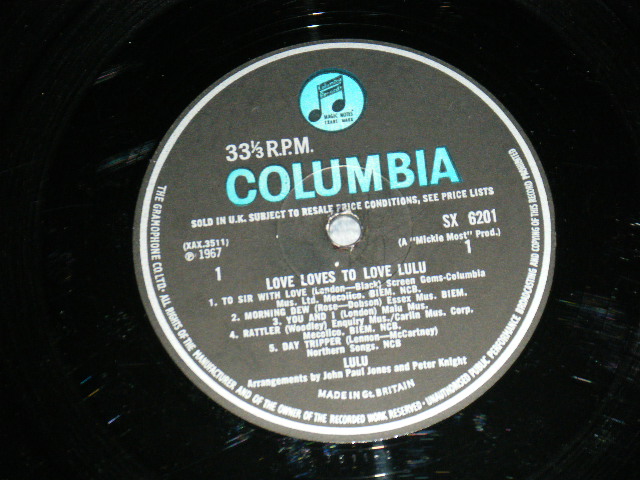 Columbia
Records
MAGIC NOTES
TRADE MARK
33⅓ R.P.M.
COLUMBIA
SOLD IN U.K. SUBJECT TO RESALE PRICE CONDITIONS, SEE PRICE LISTS
SX 6201
(XAX.3511)
(A "Mickie Most" Prod.)
℗ 1967
1
1
LOVE LOVES TO LOVE LULU
1. TO SIR WITH LOVE (London—Black) Screen Gems-Columbia
Mus. Ltd. Mecolico. BIEM. NCB.
2. MORNING DEW (Rose—Dobson) Essex Mus. BIEM.
3. YOU AND I (London) Malu Mus.
4. RATTLER (Woodley) Enquiry Mus/Carlin Mus. Corp.
Mecolico. BIEM. NCB.
5. DAY TRIPPER (Lennon—McCartney)
Northern Songs. NCB
LULU
Arrangements by John Paul Jones and Peter Knight
MADE IN Gt. BRITAIN
THE GRAMOPHONE CO. LTD. ALL RIGHTS OF THE MANUFACTURER AND OF THE OWNER OF THE RECORDED WORK RESERVED · UNAUTHORISED PUBLIC PERFORMANCE BROADCASTING AND COPYING OF THIS RECORD PROHIBITED